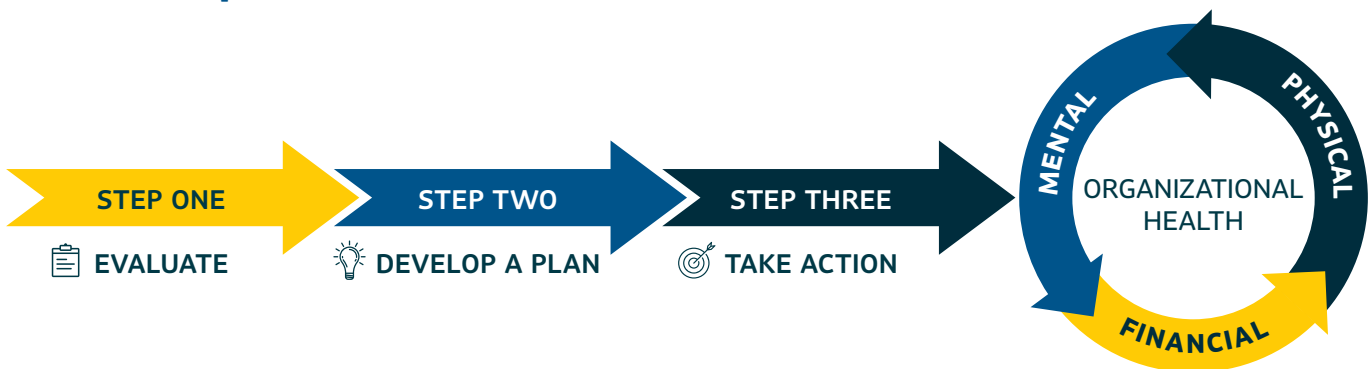 STEP ONE
EVALUATE
STEP TWO
DEVELOP A PLAN
STEP THREE
TAKE ACTION
MENTAL
PHYSICAL
FINANCIAL
ORGANIZATIONAL
HEALTH